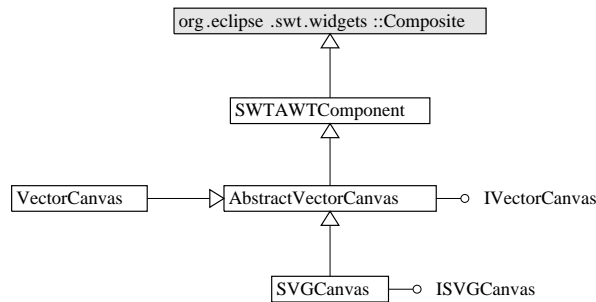 org.eclipse .swt.widgets ::Composite
SWTAWTComponent
VectorCanvas
AbstractVectorCanvas
IVectorCanvas
SVGCanvas
ISVGCanvas